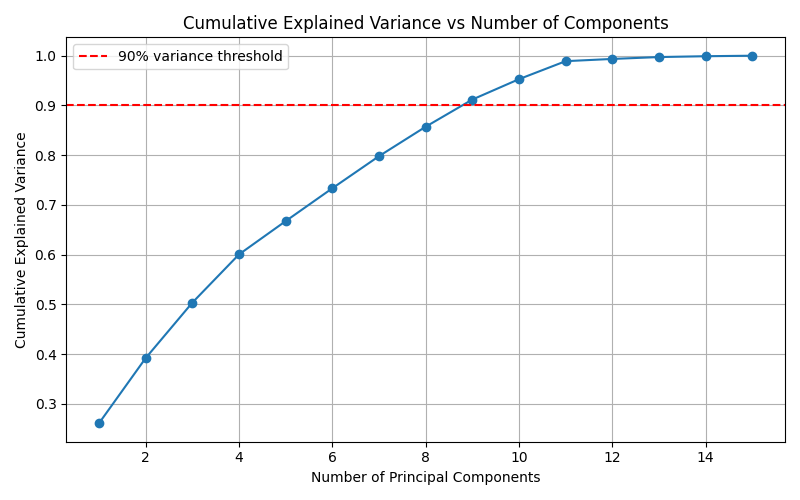 Cumulative Explained Variance vs Number of Components
90% variance threshold
1.0
0.9
0.8
0.7
0.6
0.5
0.4
0.3
Cumulative Explained Variance
2 4 6 8 10 12 14
Number of Principal Components